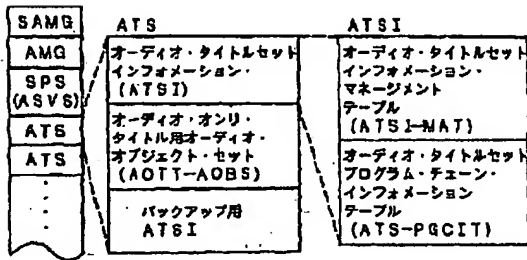 SAMG
AMG
SPS
(ASVS)
ATS
ATS
ATS
オーディオ・タイトルセット
インフォメーション・
(ATSI)
オーディオ・オンリ・
タイトル用オーディオ・
オブジェクト・セット
(AOTT-AOBS)
バックアップ用
ATSI
ATSI
オーディオ・タイトルセット
インフォメーション・
マネージメント
テーブル
(ATSI-MAT)
オーディオ・タイトルセット
プログラム・チェーン・
インフォメーション
テーブル
(ATS-PGCIT)